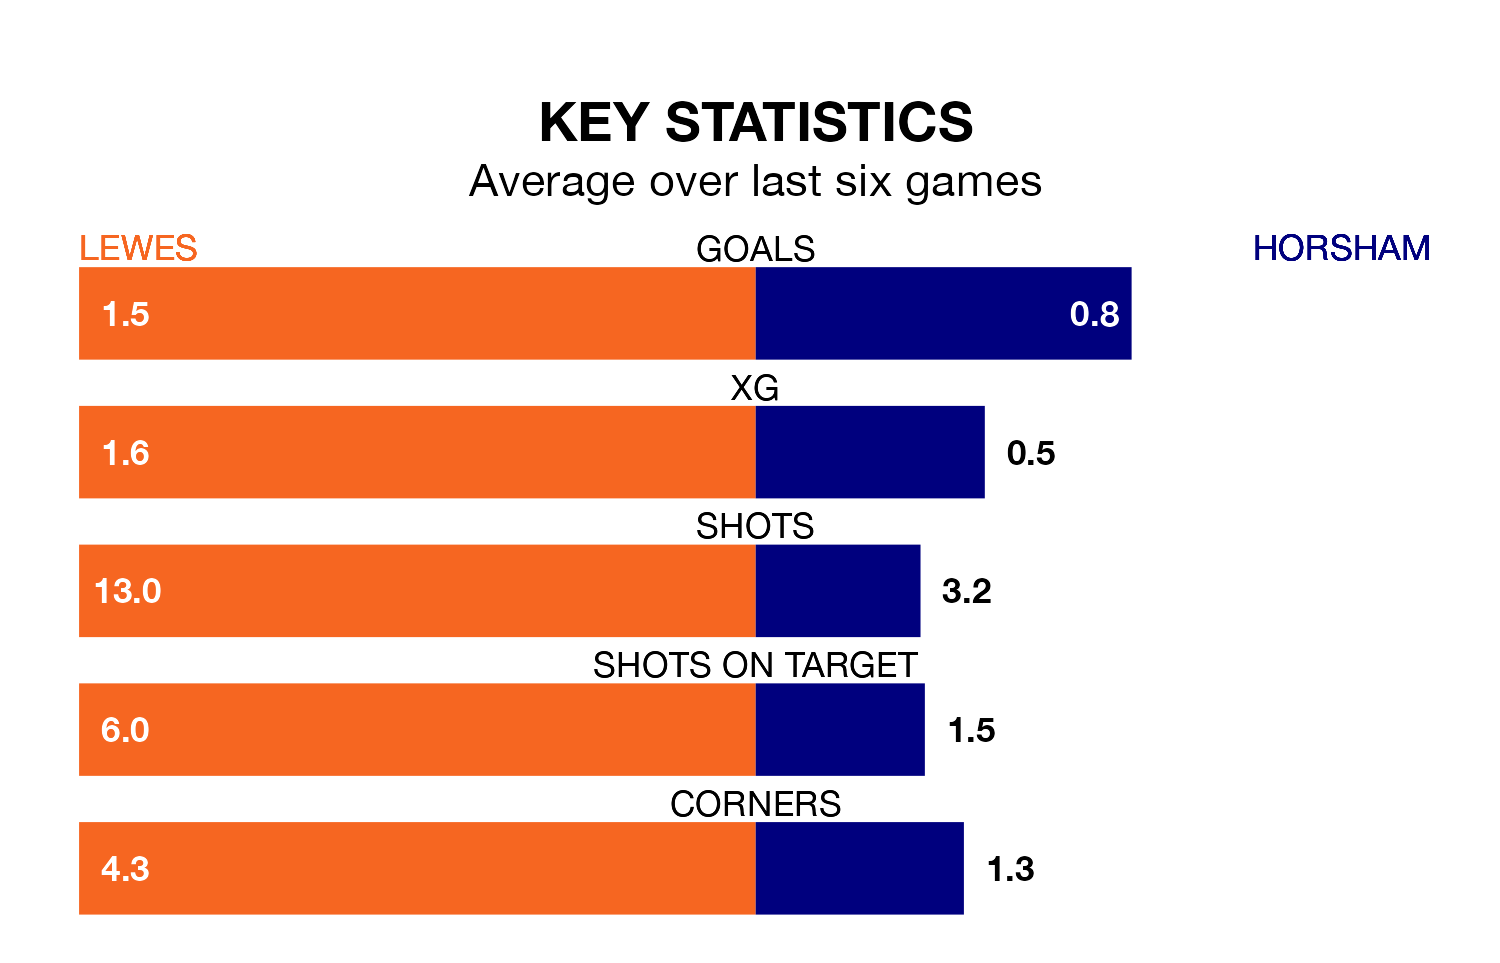 KEY STATISTICS
Average over last six games
LEWES GOALS HORSHAM
1.5 0.8
XG
1.6 0.5
SHOTS
13.0 3.2
SHOTS ON TARGET
6.0 1.5
CORNERS
4.3 1.3